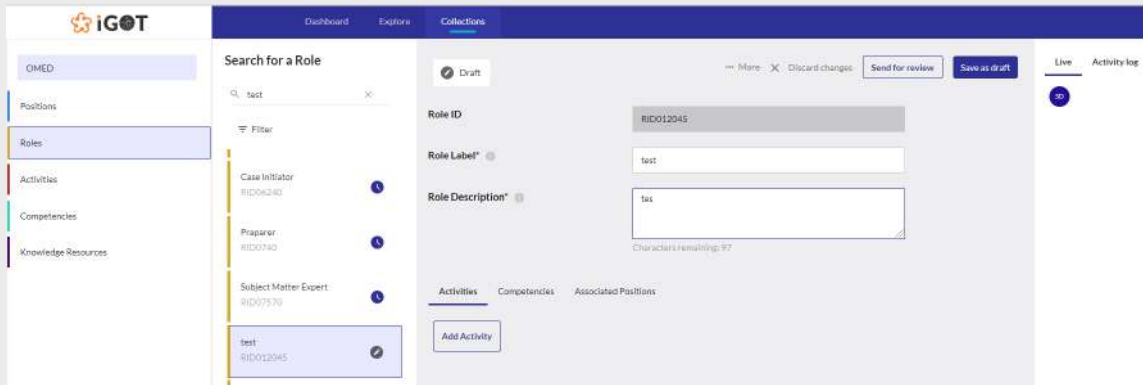 iGOT
Dashboard Explore Collections
OMED
Positions
Roles
Activities
Competencies
Knowledge Resources
Search for a Role
test
Filter
Case Initiator
RID06240
Preparer
RID0740
Subject Matter Expert
RID07570
test
RID012045
Draft
More Discard changes Send for review Save as draft
Role ID
RID012045
Role Label*
test
Role Description*
tes
Characters remaining: 97
Activities Competencies Associated Positions
Add Activity
Live Activity log
SD